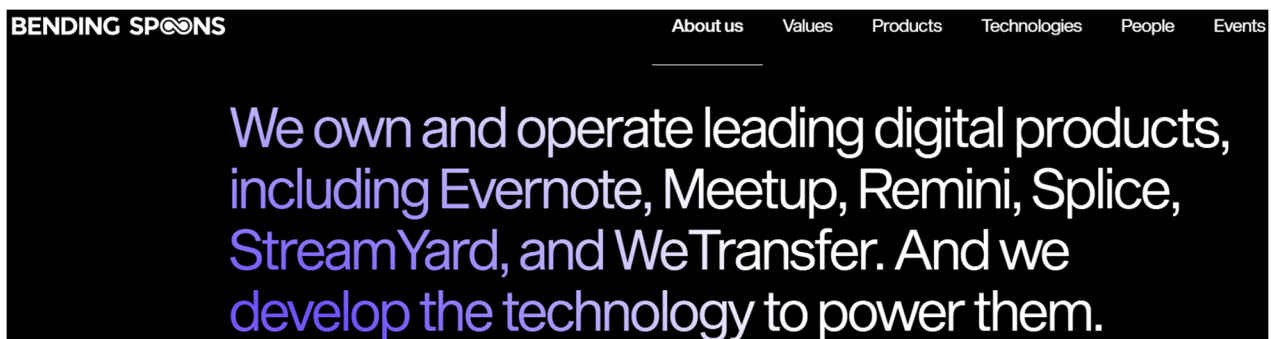 BENDING SPOONS About us Values Products Technologies People Events
We own and operate leading digital products,
including Evernote, Meetup, Remini, Splice,
StreamYard, and WeTransfer. And we
develop the technology to power them.